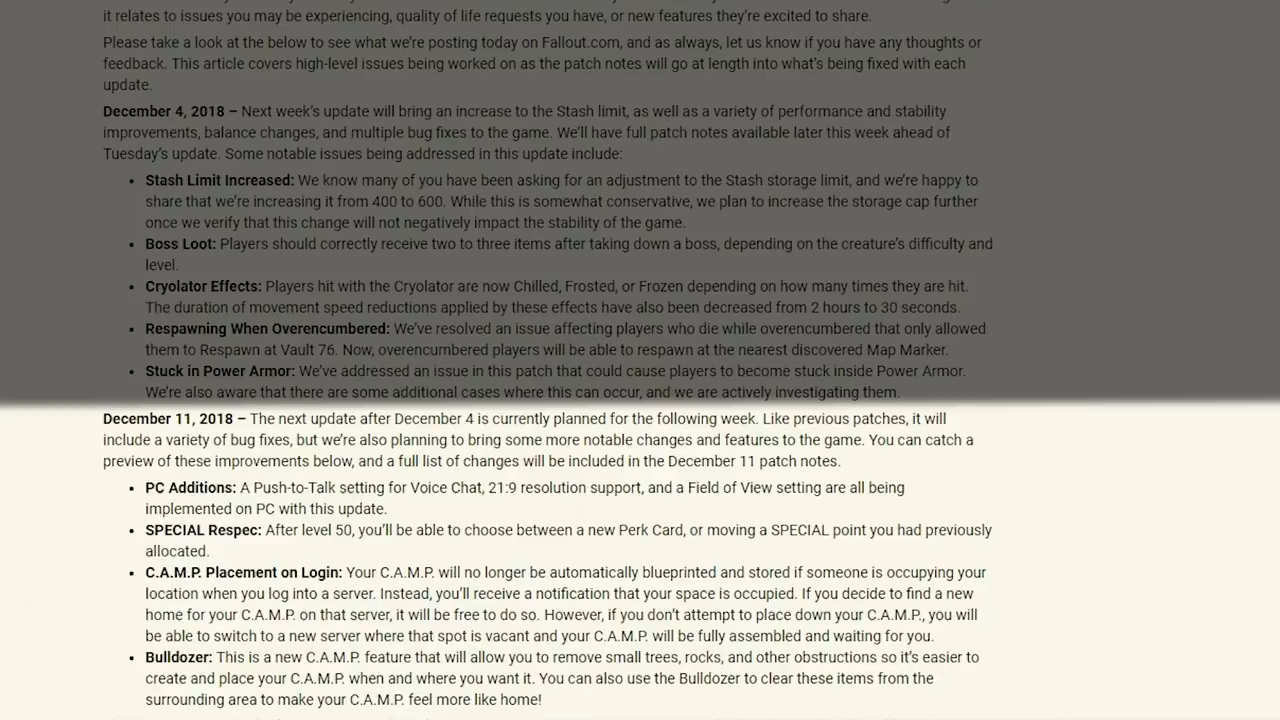 it relates to issues you may be experiencing, quality of life requests you have, or new features they're excited to share.
Please take a look at the below to see what we're posting today on Fallout.com, and as always, let us know if you have any thoughts or
feedback. This article covers high-level issues being worked on as the patch notes will go at length into what's being fixed with each
update.
December 4, 2018 – Next week's update will bring an increase to the Stash limit, as well as a variety of performance and stability
improvements, balance changes, and multiple bug fixes to the game. We'll have full patch notes available later this week ahead of
Tuesday's update. Some notable issues being addressed in this update include:
• Stash Limit Increased: We know many of you have been asking for an adjustment to the Stash storage limit, and we're happy to
share that we're increasing it from 400 to 600. While this is somewhat conservative, we plan to increase the storage cap further
once we verify that this change will not negatively impact the stability of the game.
• Boss Loot: Players should correctly receive two to three items after taking down a boss, depending on the creature's difficulty and
level.
• Cryolator Effects: Players hit with the Cryolator are now Chilled, Frosted, or Frozen depending on how many times they are hit.
The duration of movement speed reductions applied by these effects have also been decreased from 2 hours to 30 seconds.
• Respawning When Overencumbered: We've resolved an issue affecting players who die while overencumbered that only allowed
them to Respawn at Vault 76. Now, overencumbered players will be able to respawn at the nearest discovered Map Marker.
• Stuck in Power Armor: We've addressed an issue in this patch that could cause players to become stuck inside Power Armor.
We're also aware that there are some additional cases where this can occur, and we are actively investigating them.
December 11, 2018 – The next update after December 4 is currently planned for the following week. Like previous patches, it will
include a variety of bug fixes, but we're also planning to bring some more notable changes and features to the game. You can catch a
preview of these improvements below, and a full list of changes will be included in the December 11 patch notes.
• PC Additions: A Push-to-Talk setting for Voice Chat, 21:9 resolution support, and a Field of View setting are all being
implemented on PC with this update.
• SPECIAL Respec: After level 50, you'll be able to choose between a new Perk Card, or moving a SPECIAL point you had previously
allocated.
• C.A.M.P. Placement on Login: Your C.A.M.P. will no longer be automatically blueprinted and stored if someone is occupying your
location when you log into a server. Instead, you'll receive a notification that your space is occupied. If you decide to find a new
home for your C.A.M.P. on that server, it will be free to do so. However, if you don't attempt to place down your C.A.M.P., you will
be able to switch to a new server where that spot is vacant and your C.A.M.P. will be fully assembled and waiting for you.
• Bulldozer: This is a new C.A.M.P. feature that will allow you to remove small trees, rocks, and other obstructions so it's easier to
create and place your C.A.M.P. when and where you want it. You can also use the Bulldozer to clear these items from the
surrounding area to make your C.A.M.P. feel more like home!